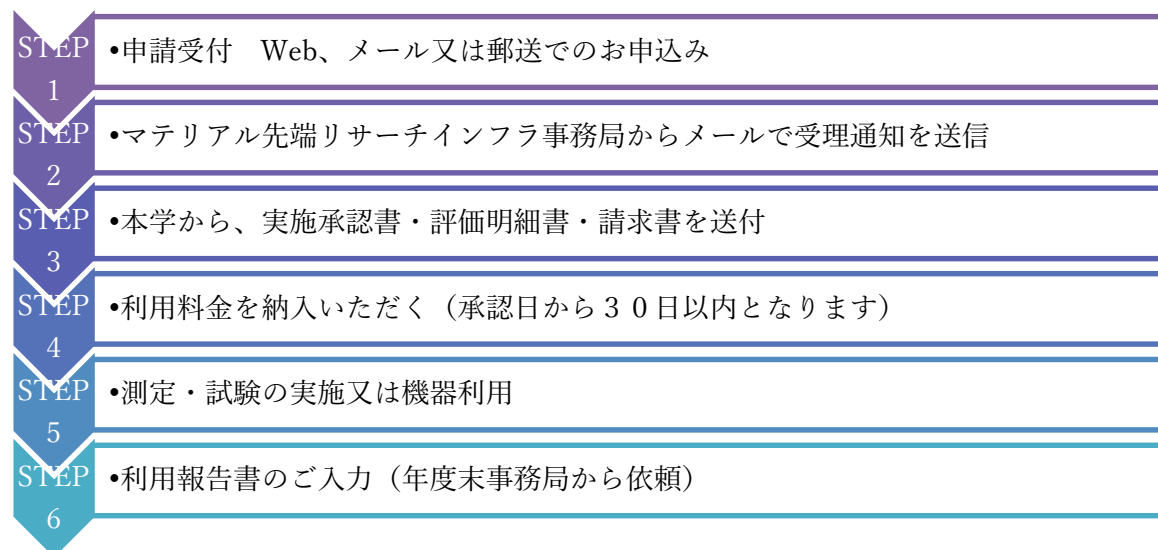 STEP 1
•申請受付　Web、メール又は郵送でのお申込み
STEP 2
•マテリアル先端リサーチインフラ事務局からメールで受理通知を送信
STEP 3
•本学から、実施承認書・評価明細書・請求書を送付
STEP 4
•利用料金を納入いただく（承認日から３０日以内となります）
STEP 5
•測定・試験の実施又は機器利用
STEP 6
•利用報告書のご入力（年度末事務局から依頼）